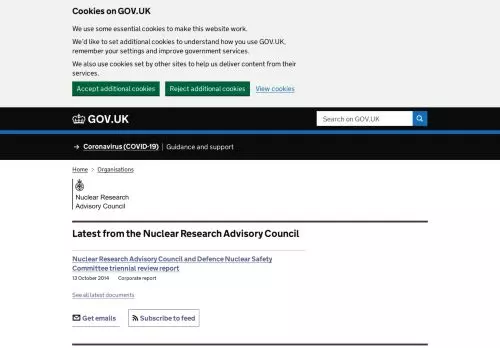 Cookies on GOV.UK
We use some essential cookies to make this website work.
We'd like to set additional cookies to understand how you use GOV.UK,
remember your settings and improve government services.
We also use cookies set by other sites to help us deliver content from their
services.
Accept additional cookies Reject additional cookies View cookies
GOV.UK Search on GOV.UK
→ Coronavirus (COVID-19) Guidance and support
Home > Organisations
Nuclear Research
Advisory Council
Latest from the Nuclear Research Advisory Council
Nuclear Research Advisory Council and Defence Nuclear Safety
Committee triennial review report
13 October 2014 Corporate report
See all latest documents
Get emails Subscribe to feed